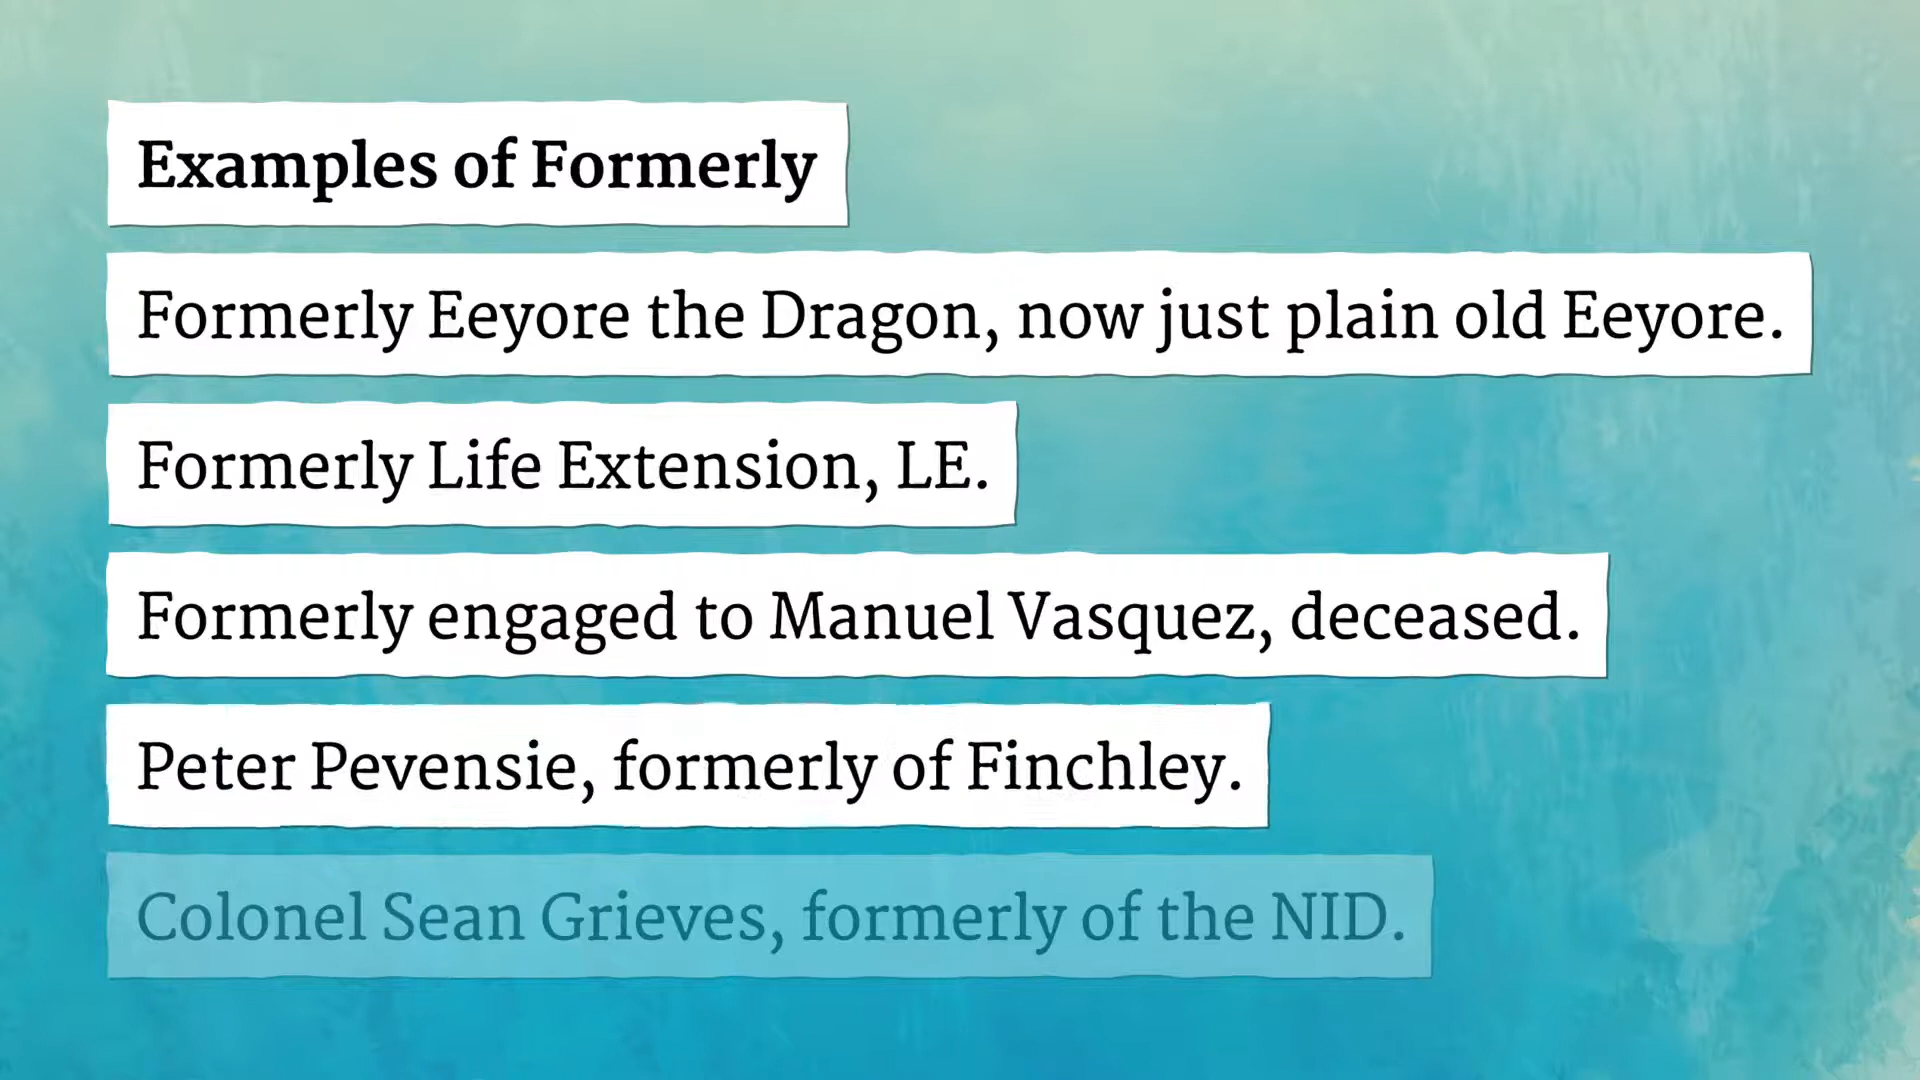 Examples of Formerly
Formerly Eeyore the Dragon, now just plain old Eeyore.
Formerly Life Extension, LE.
Formerly engaged to Manuel Vasquez, deceased.
Peter Pevensie, formerly of Finchley.
Colonel Sean Grieves, formerly of the NID.